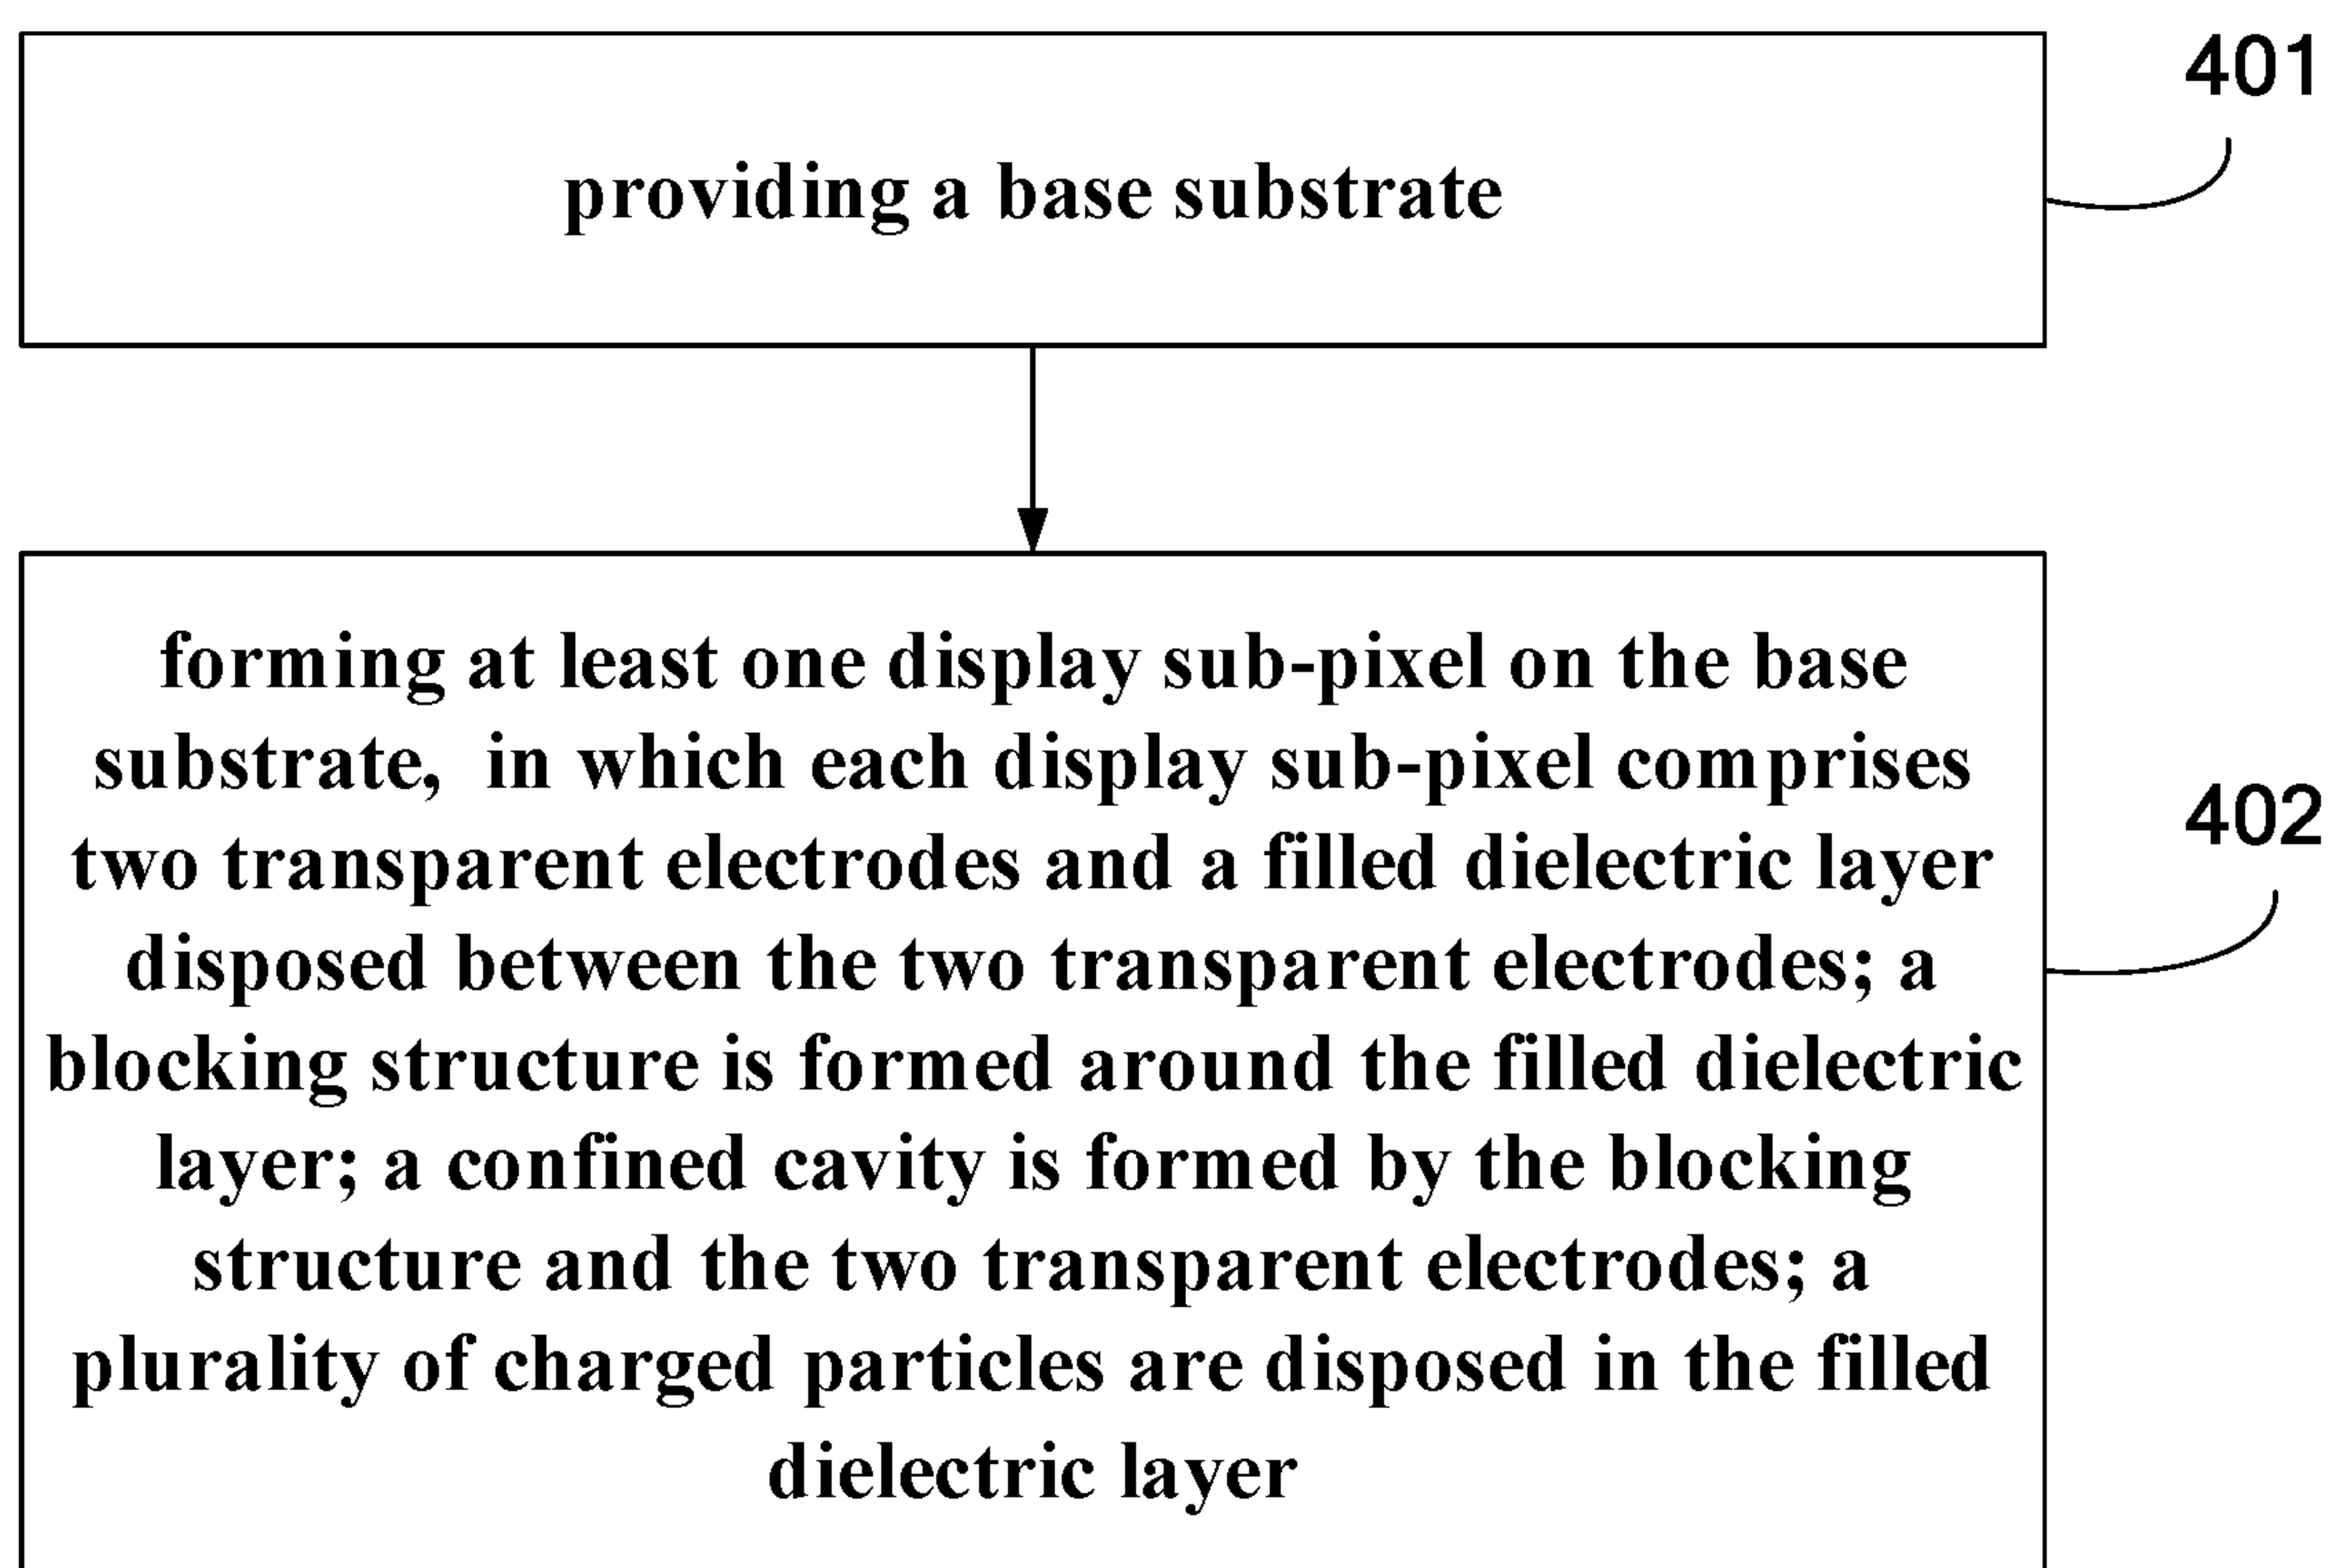 401
providing a base substrate
forming at least one display sub-pixel on the base
substrate, in which each display sub-pixel comprises
two transparent electrodes and a filled dielectric layer
402
disposed between the two transparent electrodes; a
blocking structure is formed around the filled dielectric
layer; a confined cavity is formed by the blocking
structure and the two transparent electrodes; a
plurality of charged particles are disposed in the filled
dielectric layer